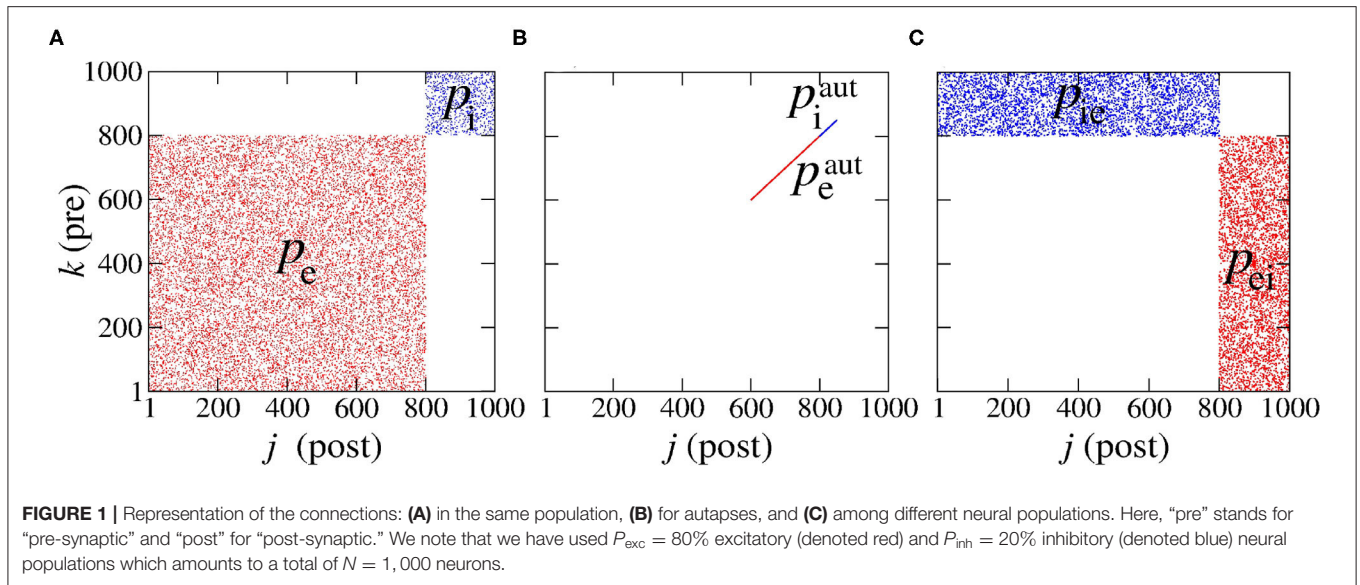 A
B
C
1000
800
600
400
200
1
k (pre)
p_i
p_e
1 200 400 600 800 1000
j (post)
p_i^aut
p_e^aut
1 200 400 600 800 1000
j (post)
p_ie
p_ei
1 200 400 600 800 1000
j (post)
FIGURE 1 | Representation of the connections: (A) in the same population, (B) for autapses, and (C) among different neural populations. Here, “pre” stands for
“pre-synaptic” and “post” for “post-synaptic.” We note that we have used P_exc = 80% excitatory (denoted red) and P_inh = 20% inhibitory (denoted blue) neural
populations which amounts to a total of N = 1, 000 neurons.